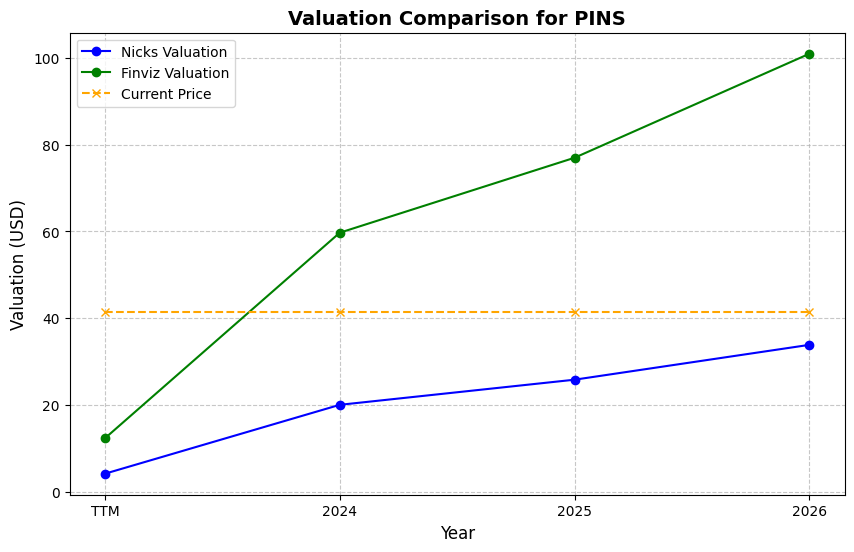 Valuation Comparison for PINS
Nicks Valuation
Finviz Valuation
Current Price
Valuation (USD)
100
80
60
40
20
0
TTM 2024 2025 2026
Year